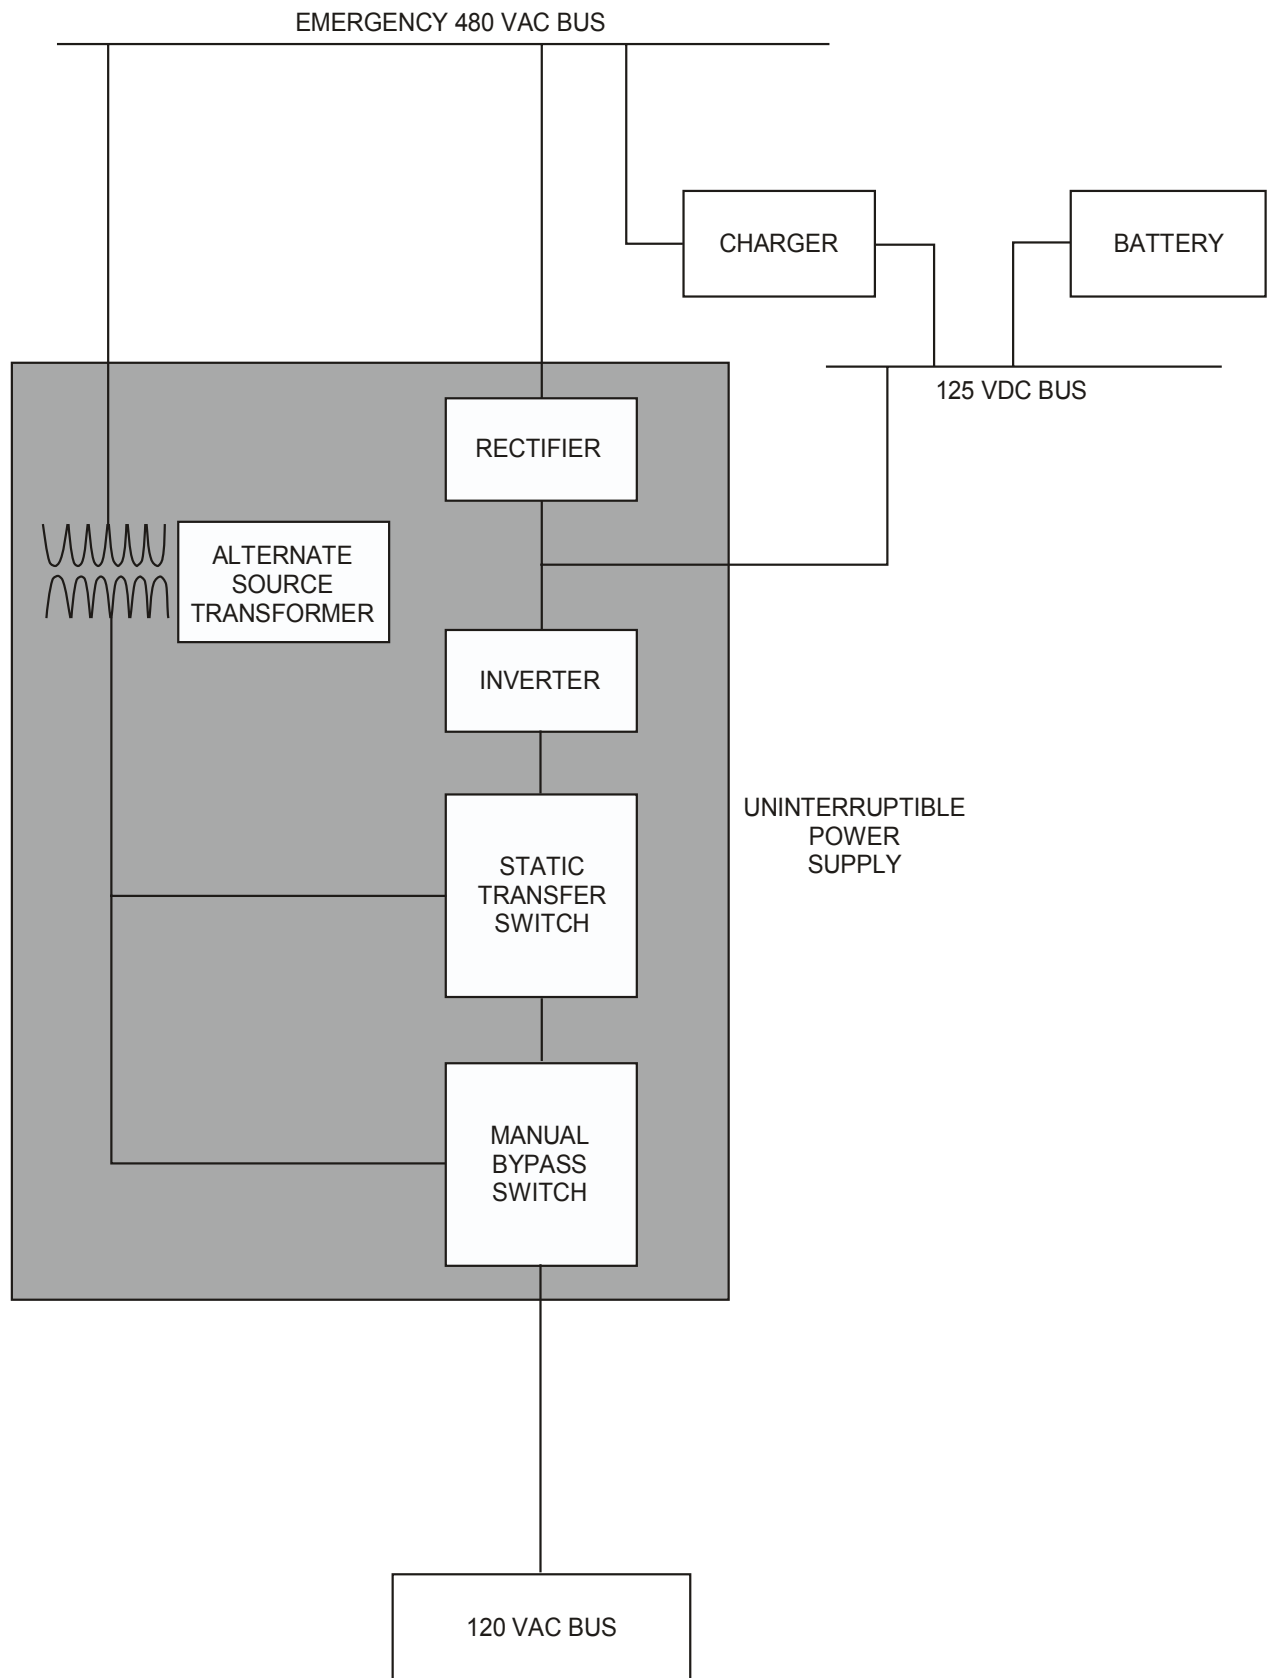 EMERGENCY 480 VAC BUS
CHARGER
BATTERY
125 VDC BUS
RECTIFIER
ALTERNATE
SOURCE
TRANSFORMER
INVERTER
UNINTERRUPTIBLE
POWER
SUPPLY
STATIC
TRANSFER
SWITCH
MANUAL
BYPASS
SWITCH
120 VAC BUS